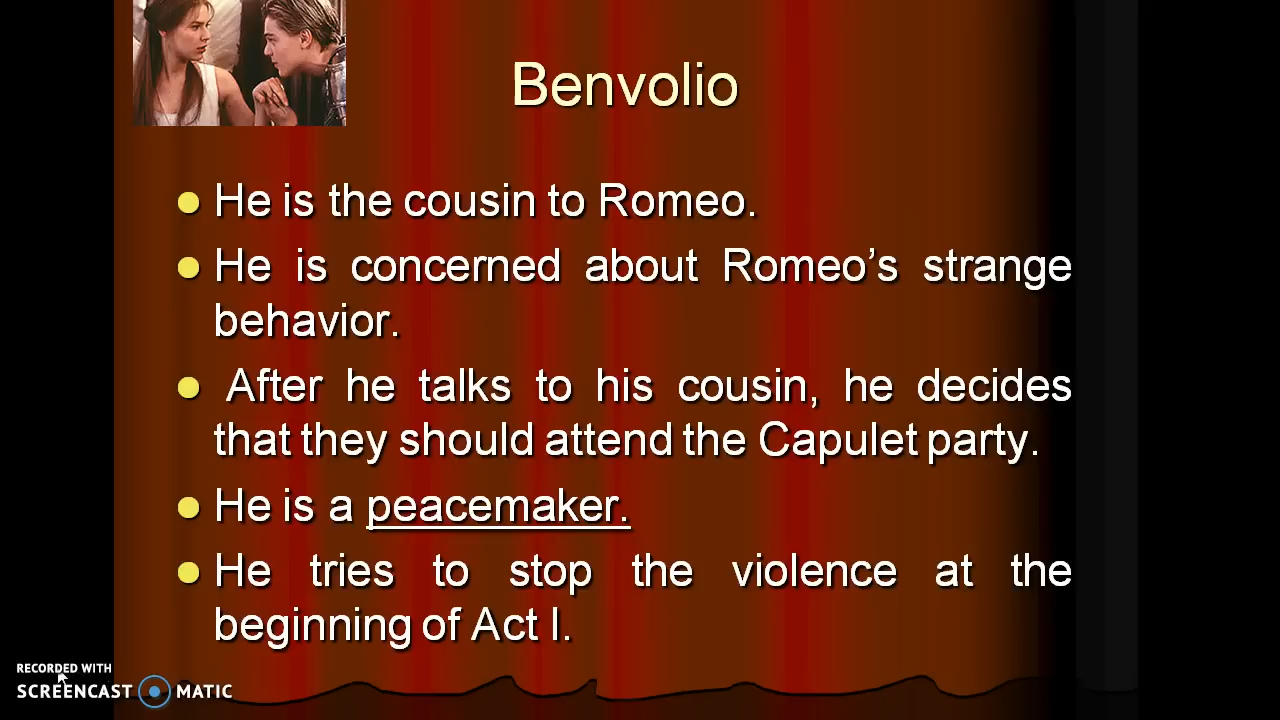 Benvolio
He is the cousin to Romeo.
He is concerned about Romeo’s strange
behavior.
After he talks to his cousin, he decides
that they should attend the Capulet party.
He is a peacemaker.
He tries to stop the violence at the
beginning of Act I.
RECORDED WITH
SCREENCAST MATIC